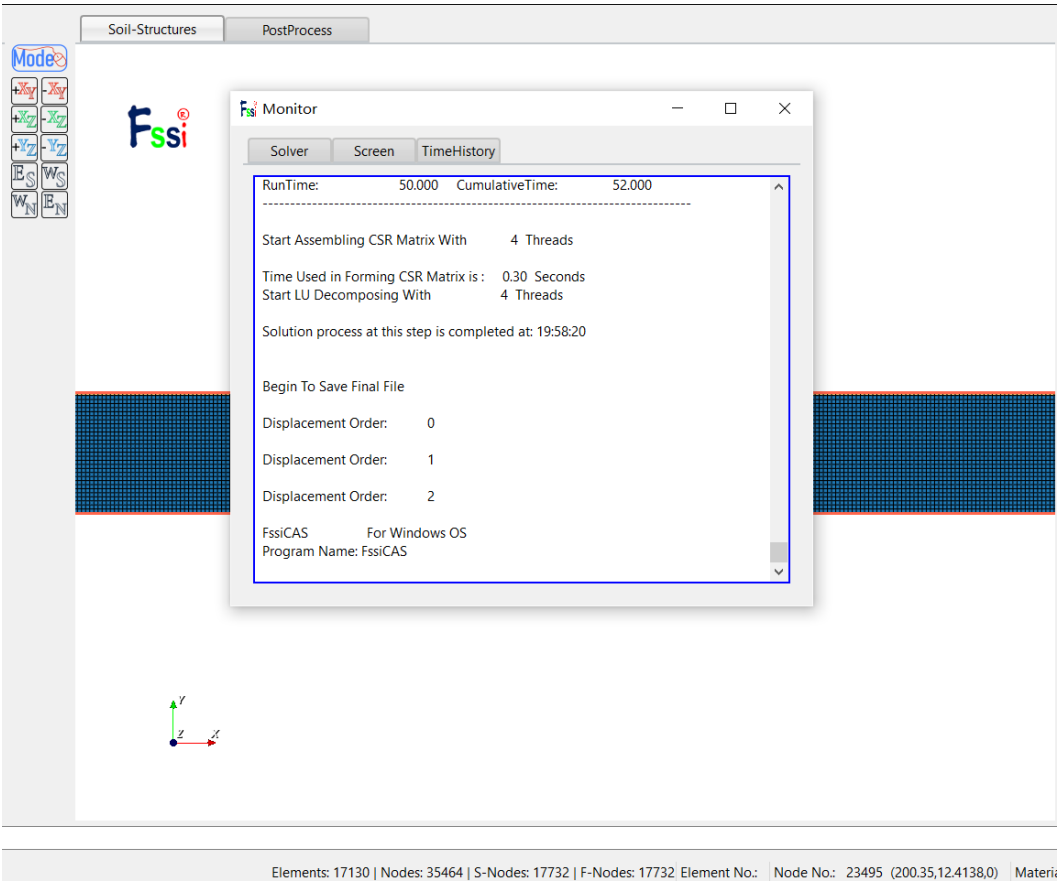 Soil-Structures PostProcess
Mode
+XY -XY
+XZ -XZ
+YZ -YZ
ES WS
WN EN
Fssi ®
Fssi Monitor
Solver Screen TimeHistory
RunTime: 50.000 CumulativeTime: 52.000
--------------------------------------------------------------------------------
Start Assembling CSR Matrix With 4 Threads
Time Used in Forming CSR Matrix is : 0.30 Seconds
Start LU Decomposing With 4 Threads
Solution process at this step is completed at: 19:58:20
Begin To Save Final File
Displacement Order: 0
Displacement Order: 1
Displacement Order: 2
FssiCAS For Windows OS
Program Name: FssiCAS
Y
Z X
Elements: 17130 | Nodes: 35464 | S-Nodes: 17732 | F-Nodes: 17732 Element No.: Node No.: 23495 (200.35,12.4138,0) Materia